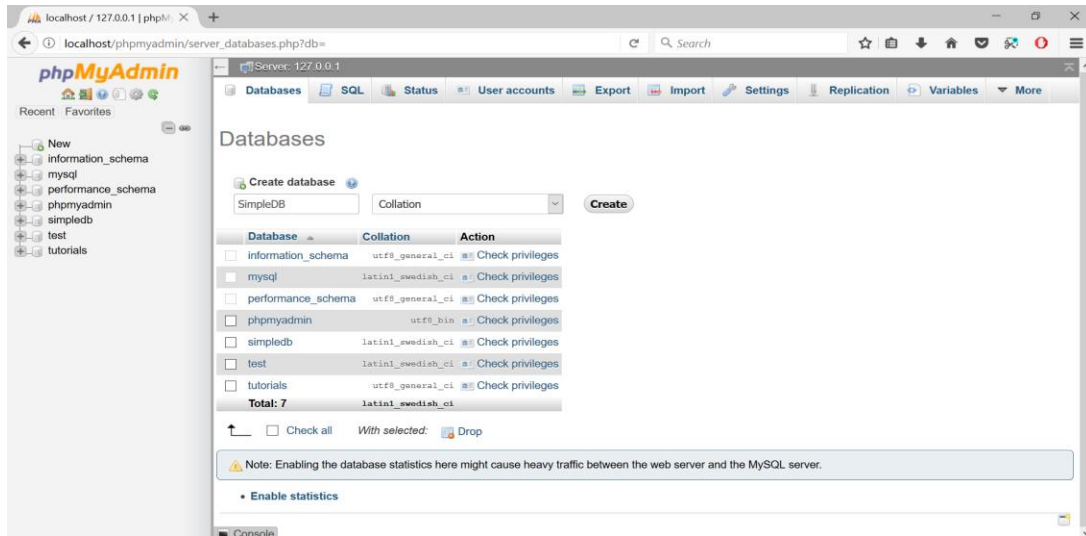 localhost / 127.0.0.1 | phpM
localhost/phpmyadmin/server_databases.php?db=
Search
phpMyAdmin
Recent Favorites
New
information_schema
mysql
performance_schema
phpmyadmin
simpledb
test
tutorials
Server: 127.0.0.1
Databases SQL Status User accounts Export Import Settings Replication Variables More
Databases
Create database
SimpleDB Collation Create
Database Collation Action
information_schema utf8_general_ci Check privileges
mysql latin1_swedish_ci Check privileges
performance_schema utf8_general_ci Check privileges
phpmyadmin utf8_bin Check privileges
simpledb latin1_swedish_ci Check privileges
test latin1_swedish_ci Check privileges
tutorials utf8_general_ci Check privileges
Total: 7 latin1_swedish_ci
Check all With selected: Drop
Note: Enabling the database statistics here might cause heavy traffic between the web server and the MySQL server.
• Enable statistics
Console